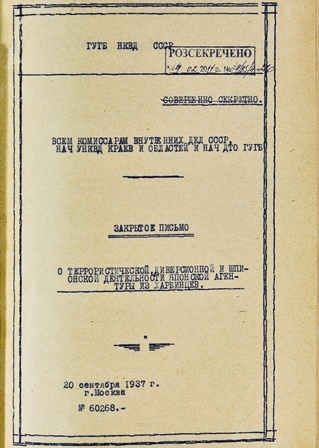 ГУГБ НКВД СССР
РОЗСЕКРЕЧЕНО
СОВЕРШЕННО СЕКРЕТНО.
ВСЕМ КОМИССАРАМ ВНУТРЕННИХ ДЕЛ СССР,
НАЧ УНКВД КРАЕВ И ОБЛАСТЕЙ И НАЧ ДТО ГУГБ
ЗАКРЫТОЕ ПИСЬМО
О ТЕРРОРИСТИЧЕСКОЙ, ДИВЕРСИОННОЙ И ШПИ-
ОНСКОЙ ДЕЯТЕЛЬНОСТИ ЯПОНСКОЙ АГЕН-
ТУРЫ ИЗ ХАРБИНЦЕВ.
20 сентября 1937 г.
г.Москва
№ 60268.-